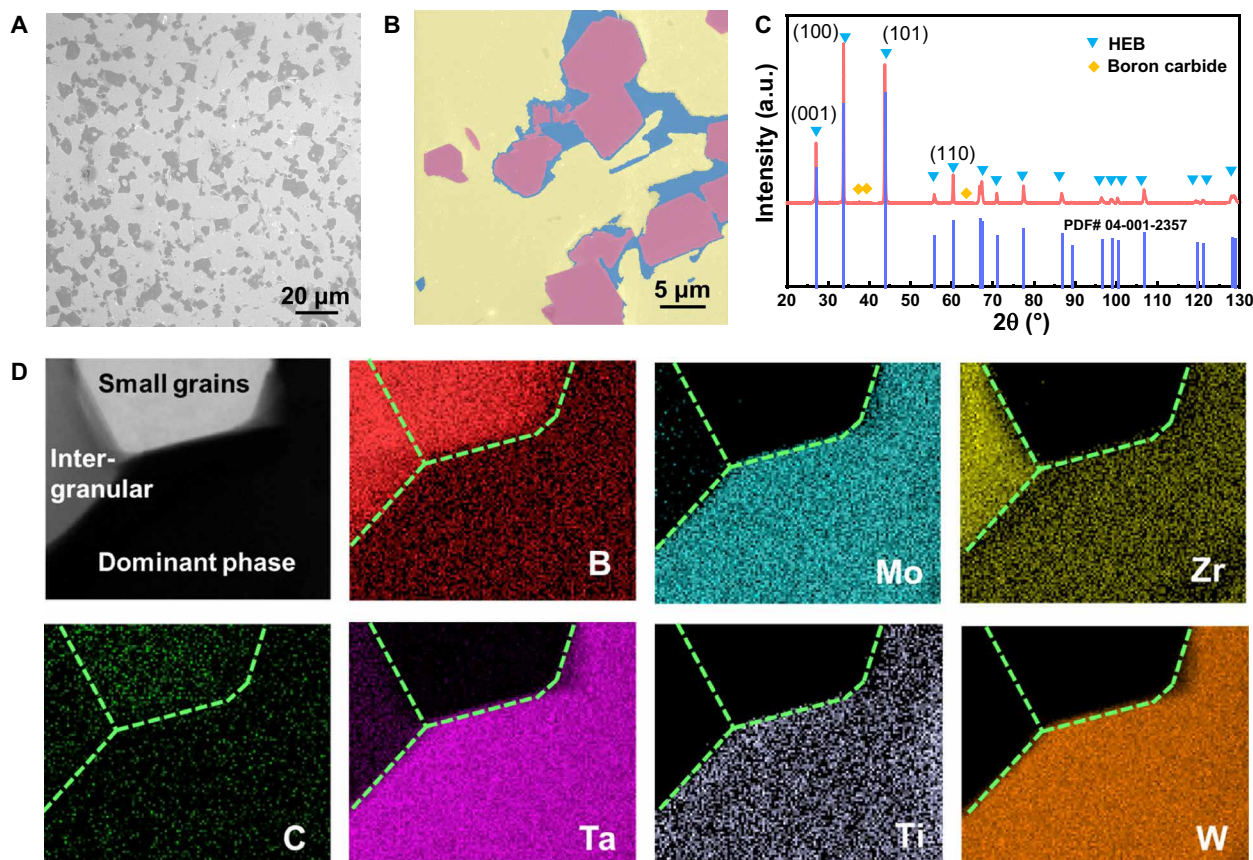 A
20 µm
B
5 µm
C
(100)
(101)
(001)
(110)
HEB
Boron carbide
PDF# 04-001-2357
Intensity (a.u.)
20 30 40 50 60 70 80 90 100 110 120 130
2θ (°)
D
Small grains
Inter-
granular
Dominant phase
B
Mo
Zr
C
Ta
Ti
W